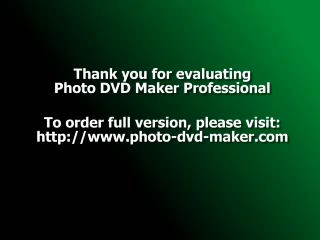 Thank you for evaluating
Photo DVD Maker Professional
To order full version, please visit:
http://www.photo-dvd-maker.com